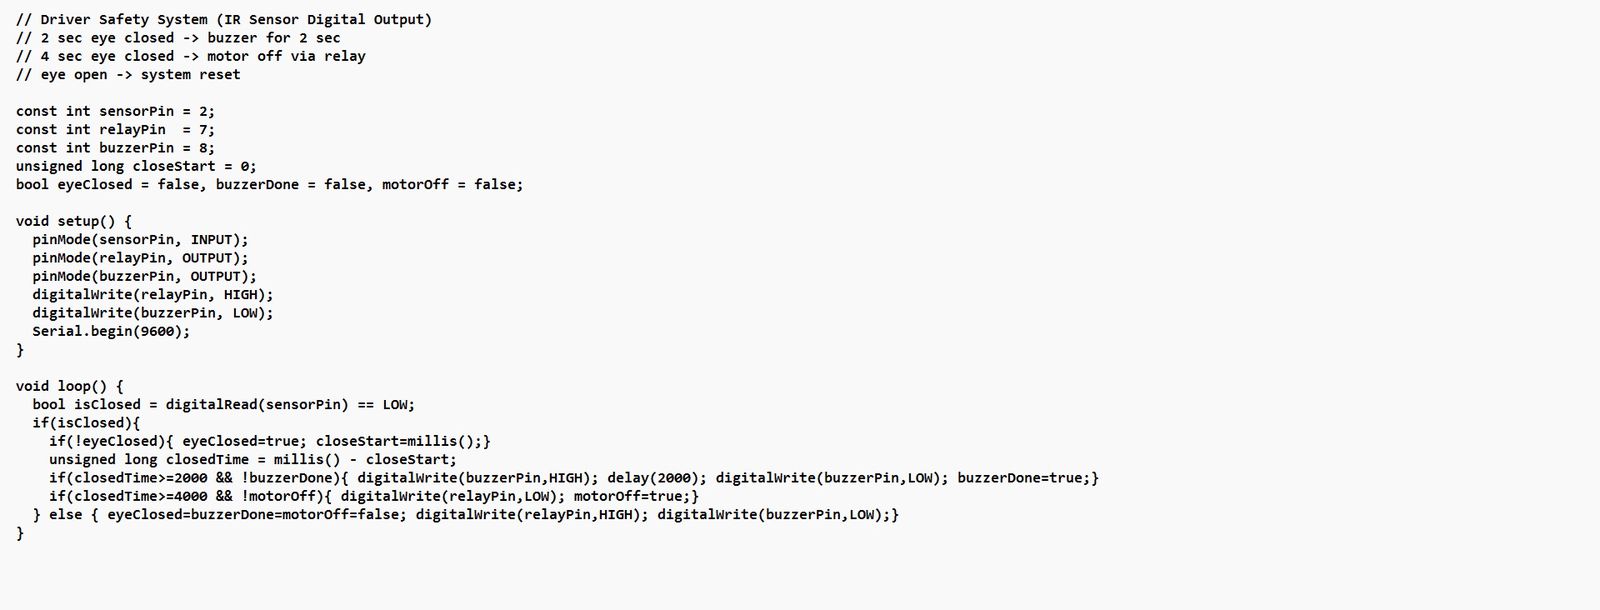 // Driver Safety System (IR Sensor Digital Output)
// 2 sec eye closed -> buzzer for 2 sec
// 4 sec eye closed -> motor off via relay
// eye open -> system reset

const int sensorPin = 2;
const int relayPin  = 7;
const int buzzerPin = 8;
unsigned long closeStart = 0;
bool eyeClosed = false, buzzerDone = false, motorOff = false;

void setup() {
  pinMode(sensorPin, INPUT);
  pinMode(relayPin, OUTPUT);
  pinMode(buzzerPin, OUTPUT);
  digitalWrite(relayPin, HIGH);
  digitalWrite(buzzerPin, LOW);
  Serial.begin(9600);
}

void loop() {
  bool isClosed = digitalRead(sensorPin) == LOW;
  if(isClosed){
    if(!eyeClosed){ eyeClosed=true; closeStart=millis();}
    unsigned long closedTime = millis() - closeStart;
    if(closedTime>=2000 && !buzzerDone){ digitalWrite(buzzerPin,HIGH); delay(2000); digitalWrite(buzzerPin,LOW); buzzerDone=true;}
    if(closedTime>=4000 && !motorOff){ digitalWrite(relayPin,LOW); motorOff=true;}
  } else { eyeClosed=buzzerDone=motorOff=false; digitalWrite(relayPin,HIGH); digitalWrite(buzzerPin,LOW);}
}